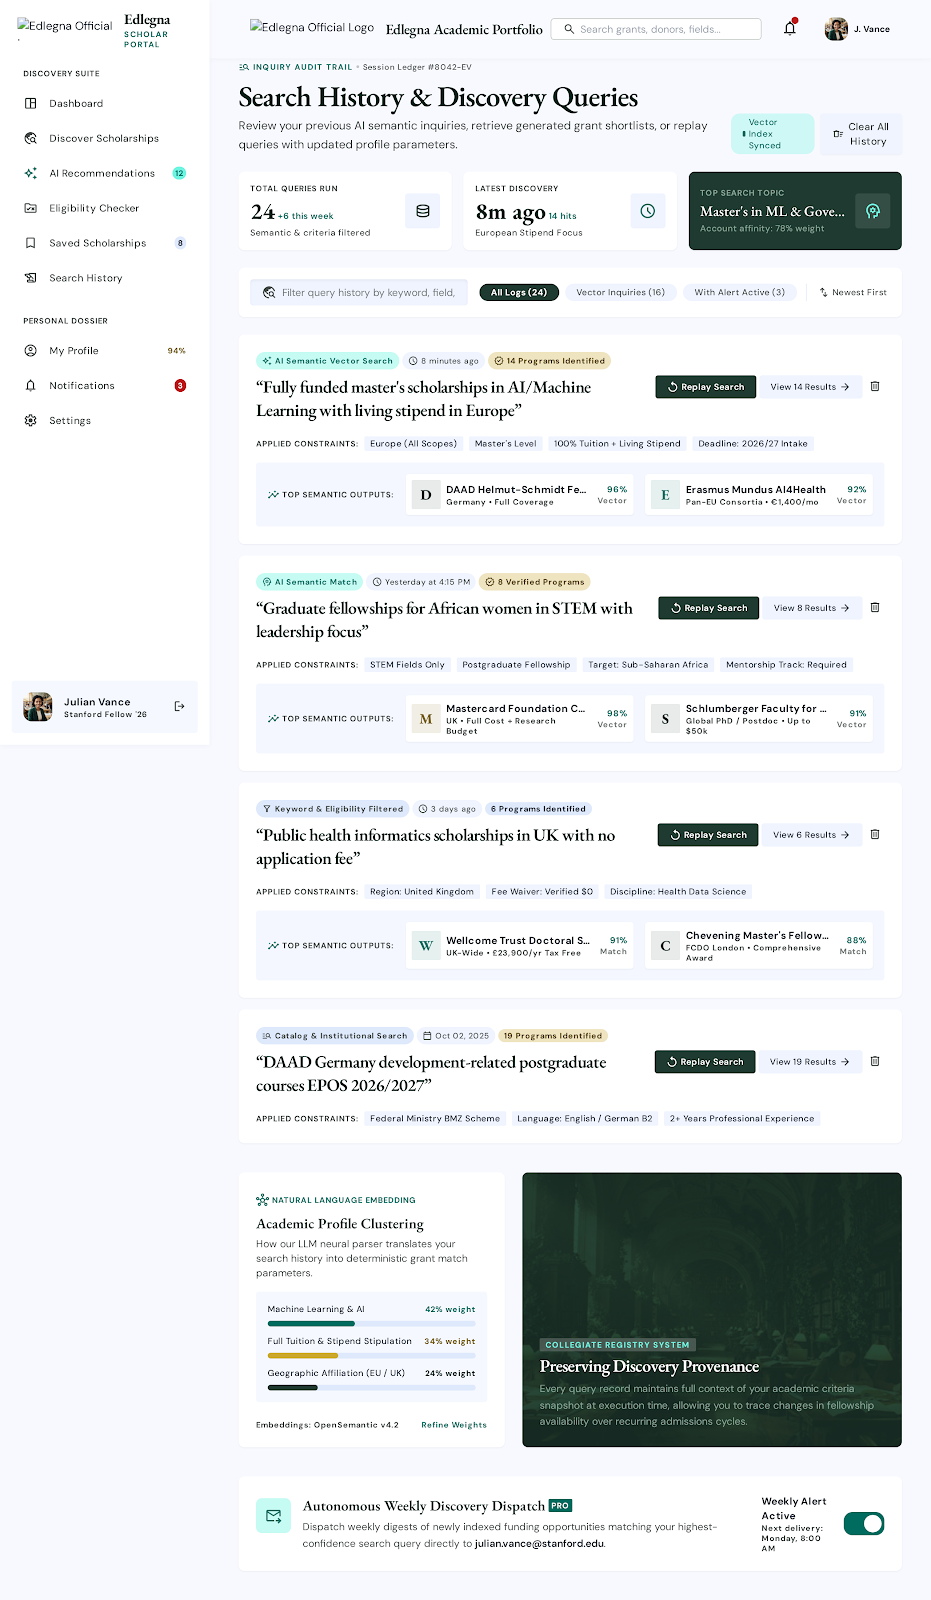 Edlegna Official
Edlegna
SCHOLAR
PORTAL
DISCOVERY SUITE
Dashboard
Discover Scholarships
AI Recommendations 12
Eligibility Checker
Saved Scholarships 8
Search History
PERSONAL DOSSIER
My Profile 94%
Notifications 3
Settings
Julian Vance
Stanford Fellow '26
Edlegna Official Logo
Edlegna Academic Portfolio
Search grants, donors, fields...
J. Vance
INQUIRY AUDIT TRAIL • Session Ledger #8042-EV
Search History & Discovery Queries
Review your previous AI semantic inquiries, retrieve generated grant shortlists, or replay
queries with updated profile parameters.
Vector
Index
Synced
Clear All
History
TOTAL QUERIES RUN
24 +6 this week
Semantic & criteria filtered
LATEST DISCOVERY
8m ago 14 hits
European Stipend Focus
TOP SEARCH TOPIC
Master's in ML & Gove...
Account affinity: 78% weight
Filter query history by keyword, field,
All Logs (24)
Vector Inquiries (16)
With Alert Active (3)
Newest First
AI Semantic Vector Search
8 minutes ago
14 Programs Identified
“Fully funded master's scholarships in AI/Machine
Learning with living stipend in Europe”
Replay Search
View 14 Results
APPLIED CONSTRAINTS: Europe (All Scopes) Master's Level 100% Tuition + Living Stipend Deadline: 2026/27 Intake
TOP SEMANTIC OUTPUTS:
D
DAAD Helmut-Schmidt Fe...
Germany • Full Coverage
96%
Vector
E
Erasmus Mundus AI4Health
Pan-EU Consortia • €1,400/mo
92%
Vector
AI Semantic Match
Yesterday at 4:15 PM
8 Verified Programs
“Graduate fellowships for African women in STEM with
leadership focus”
Replay Search
View 8 Results
APPLIED CONSTRAINTS: STEM Fields Only Postgraduate Fellowship Target: Sub-Saharan Africa Mentorship Track: Required
TOP SEMANTIC OUTPUTS:
M
Mastercard Foundation C...
UK • Full Cost + Research
Budget
98%
Vector
S
Schlumberger Faculty for ...
Global PhD / Postdoc • Up to
$50k
91%
Vector
Keyword & Eligibility Filtered
3 days ago
6 Programs Identified
“Public health informatics scholarships in UK with no
application fee”
Replay Search
View 6 Results
APPLIED CONSTRAINTS: Region: United Kingdom Fee Waiver: Verified $0 Discipline: Health Data Science
TOP SEMANTIC OUTPUTS:
W
Wellcome Trust Doctoral S...
UK-Wide • £23,900/yr Tax Free
91%
Match
C
Chevening Master's Fellow...
FCDO London • Comprehensive
Award
88%
Match
Catalog & Institutional Search
Oct 02, 2025
19 Programs Identified
“DAAD Germany development-related postgraduate
courses EPOS 2026/2027”
Replay Search
View 19 Results
APPLIED CONSTRAINTS: Federal Ministry BMZ Scheme Language: English / German B2 2+ Years Professional Experience
NATURAL LANGUAGE EMBEDDING
Academic Profile Clustering
How our LLM neural parser translates your
search history into deterministic grant match
parameters.
Machine Learning & AI 42% weight
Full Tuition & Stipend Stipulation 34% weight
Geographic Affiliation (EU / UK) 24% weight
Embeddings: OpenSemantic v4.2 Refine Weights
COLLEGIATE REGISTRY SYSTEM
Preserving Discovery Provenance
Every query record maintains full context of your academic criteria
snapshot at execution time, allowing you to trace changes in fellowship
availability over recurring admissions cycles.
Autonomous Weekly Discovery Dispatch PRO
Dispatch weekly digests of newly indexed funding opportunities matching your highest-
confidence search query directly to julian.vance@stanford.edu.
Weekly Alert
Active
Next delivery:
Monday, 8:00
AM